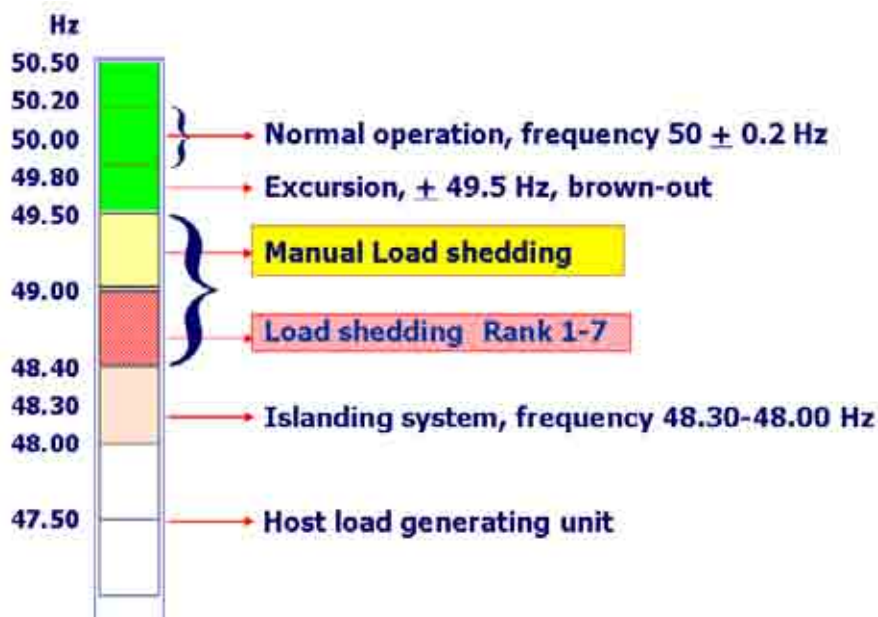 Hz
50.50
50.20
50.00
49.80
49.50
49.00
48.40
48.30
48.00
47.50
Normal operation, frequency 50 ± 0.2 Hz
Excursion, ± 49.5 Hz, brown-out
Manual Load shedding
Load shedding Rank 1-7
Islanding system, frequency 48.30-48.00 Hz
Host load generating unit